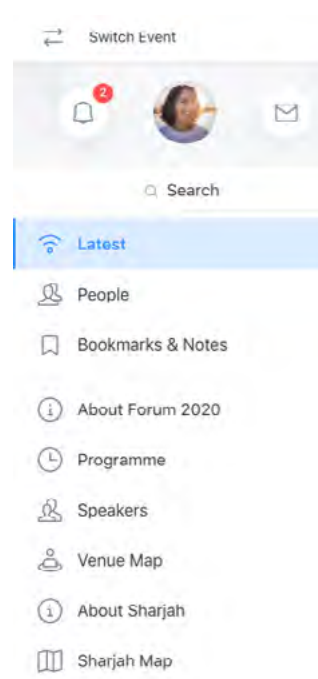 Switch Event
2
Search
Latest
People
Bookmarks & Notes
About Forum 2020
Programme
Speakers
Venue Map
About Sharjah
Sharjah Map